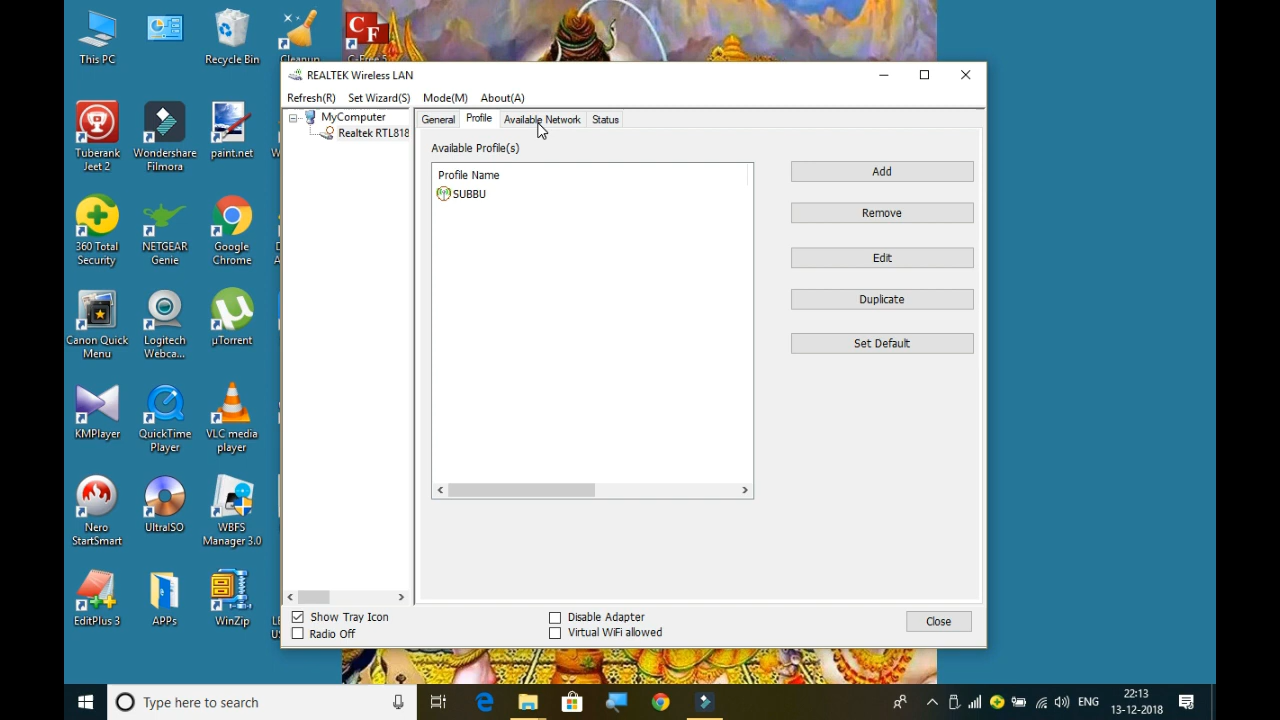 This PC
Recycle Bin
Cleanup
C-Free 5
Tuberank
Jeet 2
Wondershare
Filmora
paint.net
360 Total
Security
NETGEAR
Genie
Google
Chrome
Canon Quick
Menu
Logitech
Webca...
µTorrent
KMPlayer
QuickTime
Player
VLC media
player
Nero
StartSmart
UltraISO
WBFS
Manager 3.0
EditPlus 3
APPs
WinZip
REALTEK Wireless LAN
Refresh(R) Set Wizard(S) Mode(M) About(A)
MyComputer
Realtek RTL818
General Profile Available Network Status
Available Profile(s)
Profile Name
SUBBU
Add
Remove
Edit
Duplicate
Set Default
Show Tray Icon
Radio Off
Disable Adapter
Virtual WiFi allowed
Close
Type here to search
ENG
22:13
13-12-2018